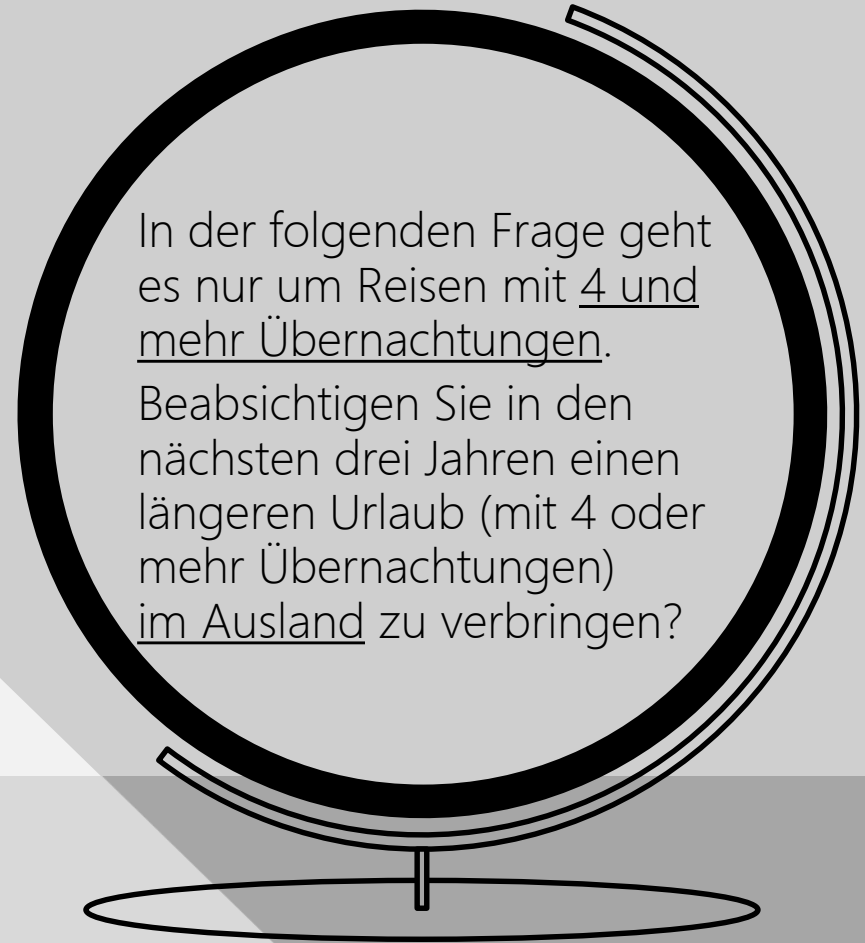 In der folgenden Frage geht
es nur um Reisen mit 4 und
mehr Übernachtungen.
Beabsichtigen Sie in den
nächsten drei Jahren einen
längeren Urlaub (mit 4 oder
mehr Übernachtungen)
im Ausland zu verbringen?